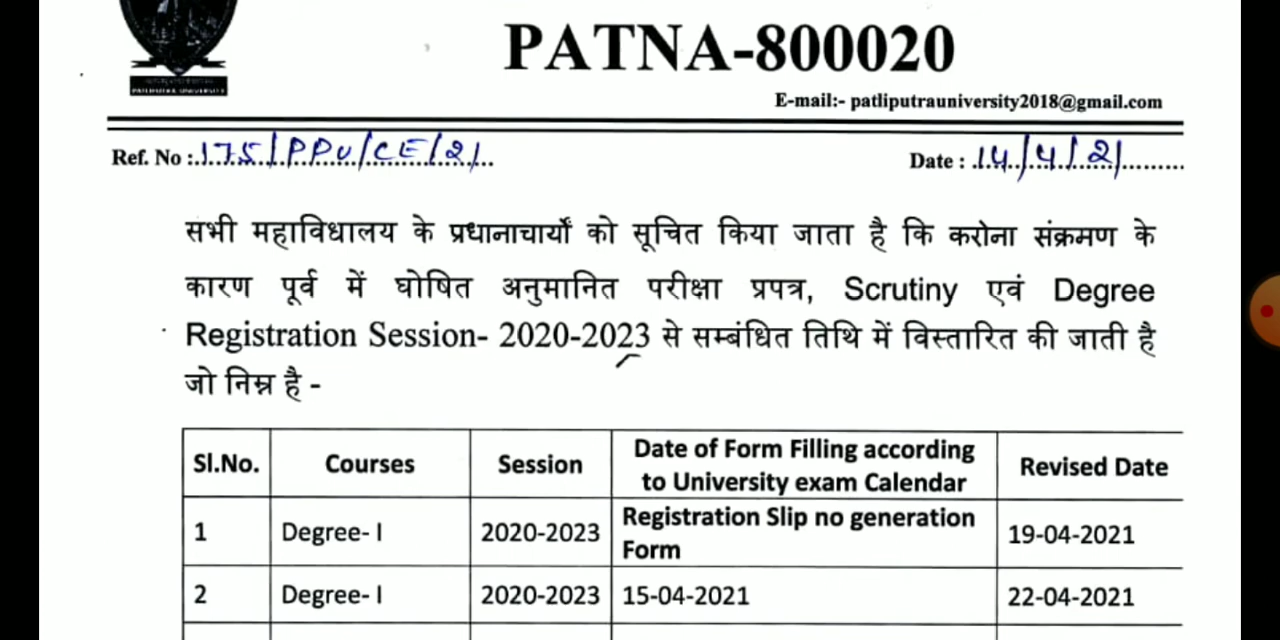 PATNA-800020
PATLIPUTRA UNIVERSITY
E-mail:- patliputrauniversity2018@gmail.com
Ref. No :.175/PPU/CE/21 Date : .14/4/21
सभी महाविधालय के प्रधानाचार्यों को सूचित किया जाता है कि करोना संक्रमण के
कारण पूर्व में घोषित अनुमानित परीक्षा प्रपत्र, Scrutiny एवं Degree
Registration Session- 2020-2023 से सम्बंधित तिथि में विस्तारित की जाती है
जो निम्न है -
Sl.No. Courses Session Date of Form Filling according to University exam Calendar Revised Date
1 Degree- I 2020-2023 Registration Slip no generation Form 19-04-2021
2 Degree- I 2020-2023 15-04-2021 22-04-2021